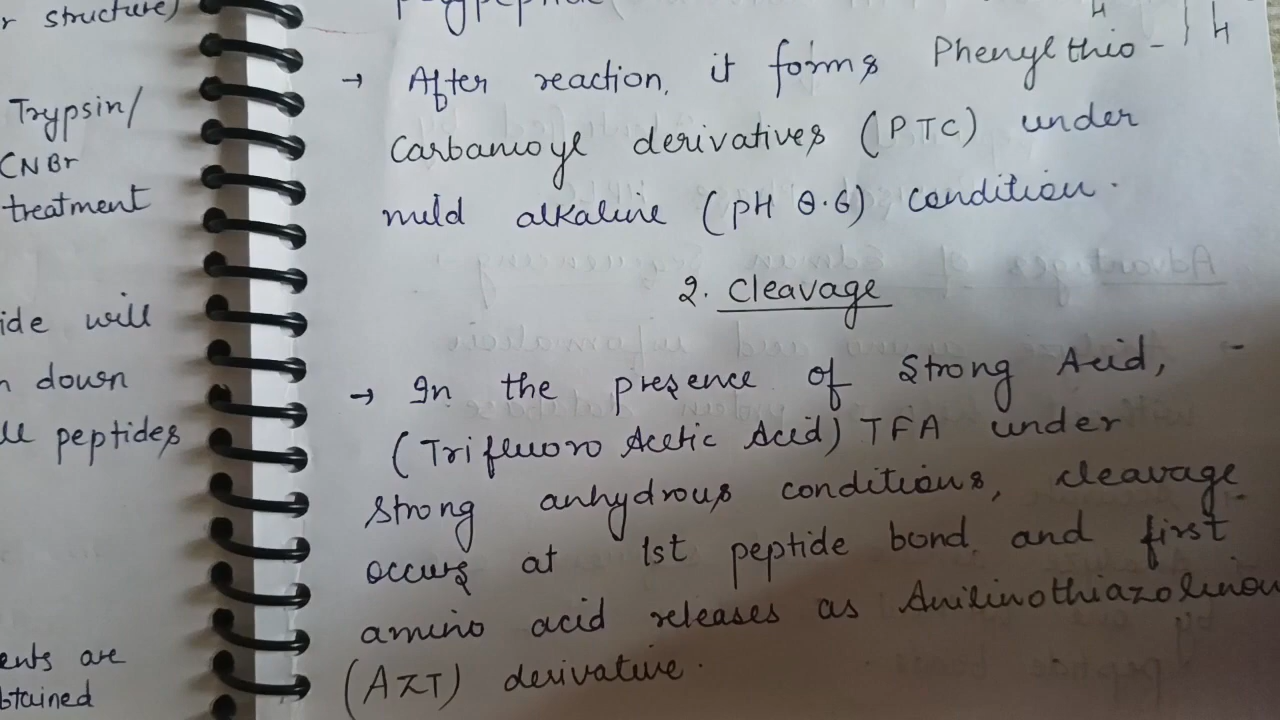 r structure)
Trypsin/
CNBr
treatment
ide will
n down
ll peptides
ents are
btained
→ After reaction, it forms Phenylthio-
Carbamoyl derivatives (PTC) under
mild alkaline (pH 8.6) condition.
2. Cleavage
→ In the presence of Strong Acid,
(Trifluoro Acetic Acid) TFA under
strong anhydrous conditions, cleavage
occurs at 1st peptide bond, and first
amino acid releases as Anilinothiazolinon
(AZT) derivative.